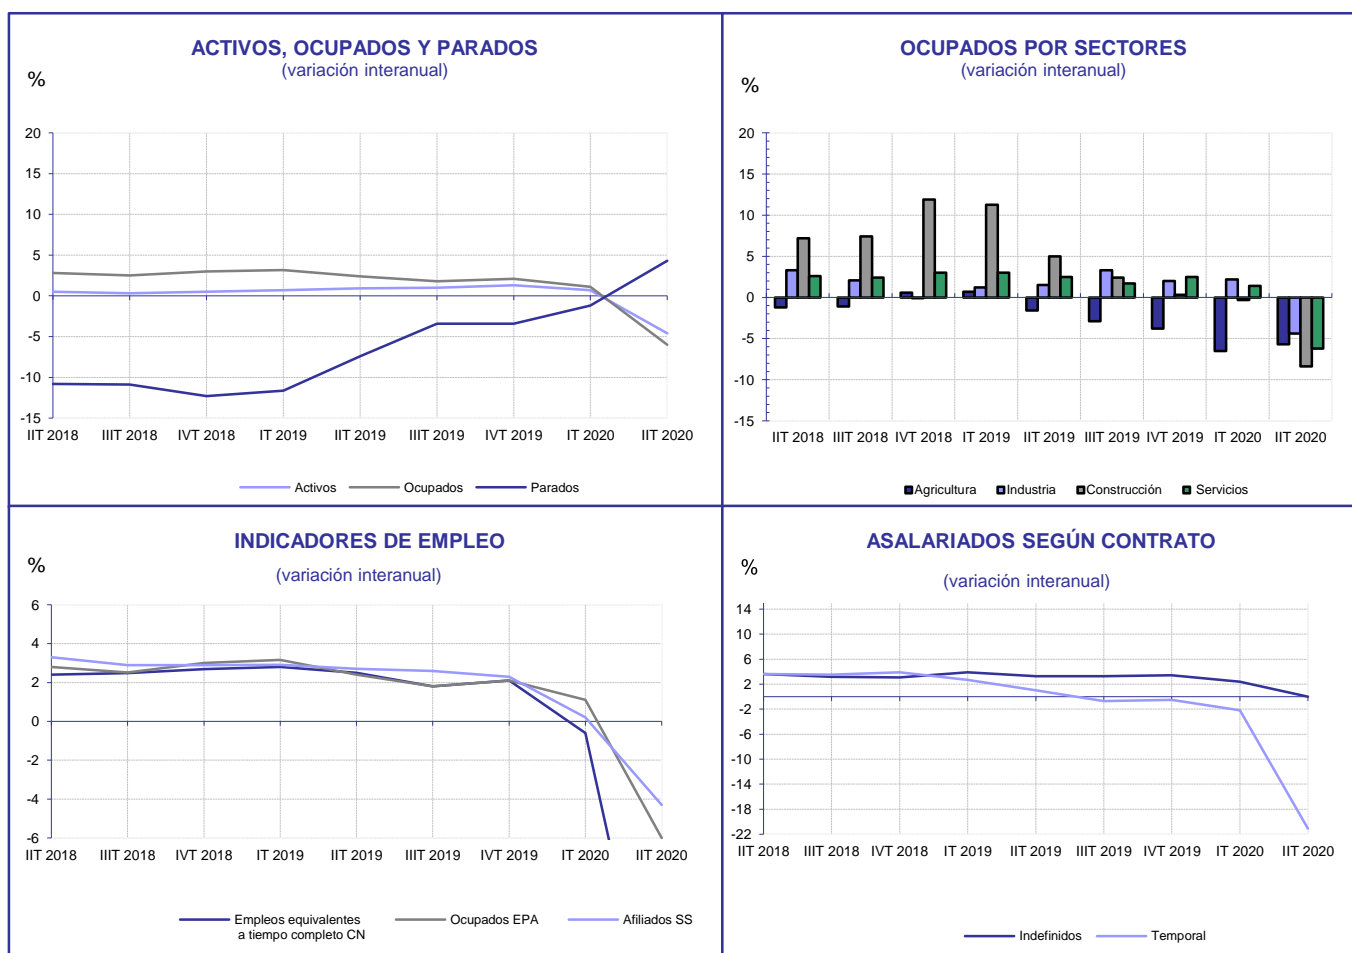 ACTIVOS, OCUPADOS Y PARADOS
(variación interanual)
%
20
15
10
5
0
-5
-10
-15
IIT 2018 IIIT 2018 IVT 2018 IT 2019 IIT 2019 IIIT 2019 IVT 2019 IT 2020 IIT 2020
Activos Ocupados Parados
OCUPADOS POR SECTORES
(variación interanual)
%
20
15
10
5
0
-5
-10
-15
IIT 2018 IIIT 2018 IVT 2018 IT 2019 IIT 2019 IIIT 2019 IVT 2019 IT 2020 IIT 2020
Agricultura Industria Construcción Servicios
INDICADORES DE EMPLEO
(variación interanual)
%
6
4
2
0
-2
-4
-6
IIT 2018 IIIT 2018 IVT 2018 IT 2019 IIT 2019 IIIT 2019 IVT 2019 IT 2020 IIT 2020
Empleos equivalentes Ocupados EPA Afiliados SS
a tiempo completo CN
ASALARIADOS SEGÚN CONTRATO
(variación interanual)
%
14
10
6
2
-2
-6
-10
-14
-18
-22
IIT 2018 IIIT 2018 IVT 2018 IT 2019 IIT 2019 IIIT 2019 IVT 2019 IT 2020 IIT 2020
Indefinidos Temporal